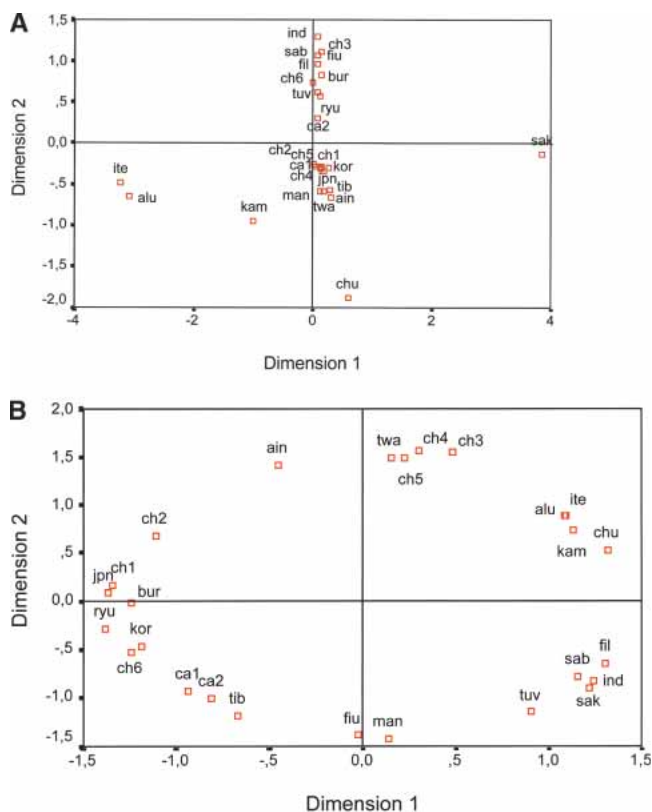 A
1,5
ind
ch3
sab
fiu
1,0
fil
bur
ch6
,5
tuv
ryu
ca2
0,0
sak
ch2 ch5 ch1
ca1 kor
ite
ch4 jpn
-,5
tib
alu
man
ain
kam
twa
-1,0
-1,5
chu
-2,0
-4 -2 0 2 4
Dimension 2
Dimension 1
B
2,0
ain
twa ch4 ch3
1,5
ch5
1,0
ch2
alu ite
chu
,5
kam
jpn ch1
bur
0,0
ryu
kor
fil
-,5
ch6
sab
ind
ca1
ca2
sak
-1,0
tib
tuv
fiu man
-1,5
-1,5 -1,0 -,5 0,0 ,5 1,0 1,5
Dimension 2
Dimension 1